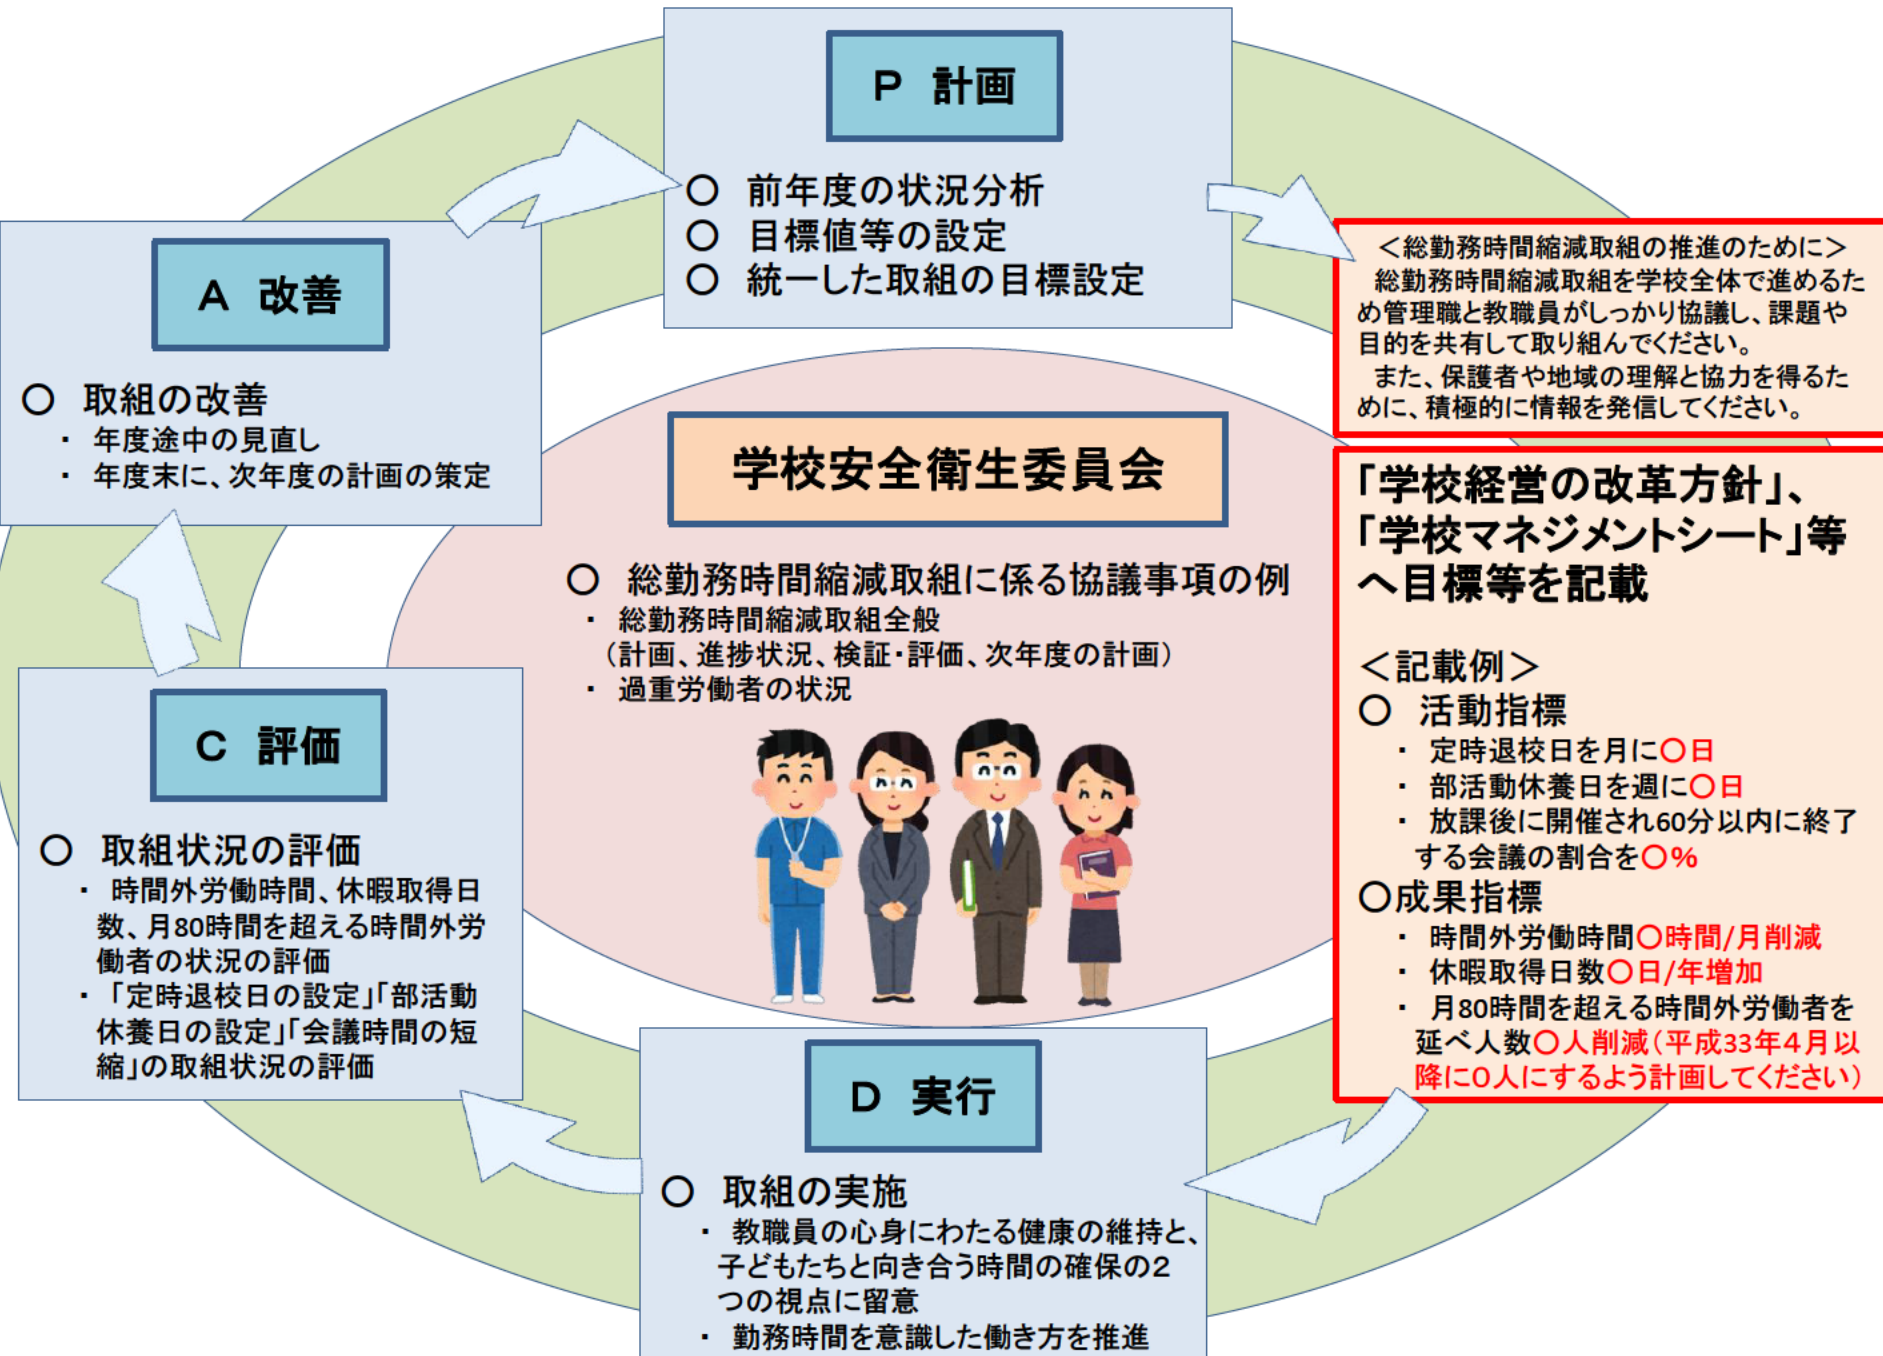 P 計画
○ 前年度の状況分析
○ 目標値等の設定
○ 統一した取組の目標設定
＜総勤務時間縮減取組の推進のために＞
総勤務時間縮減取組を学校全体で進めるた
め管理職と教職員がしっかり協議し、課題や
目的を共有して取り組んでください。
また、保護者や地域の理解と協力を得るた
めに、積極的に情報を発信してください。
「学校経営の改革方針」、
「学校マネジメントシート」等
へ目標等を記載
＜記載例＞
○ 活動指標
・ 定時退校日を月に○日
・ 部活動休養日を週に○日
・ 放課後に開催され60分以内に終了
する会議の割合を○%
○成果指標
・ 時間外労働時間○時間/月削減
・ 休暇取得日数○日/年増加
・ 月80時間を超える時間外労働者を
延べ人数○人削減（平成33年4月以
降に0人にするよう計画してください）
D 実行
○ 取組の実施
・ 教職員の心身にわたる健康の維持と、
子どもたちと向き合う時間の確保の2
つの視点に留意
・ 勤務時間を意識した働き方を推進
C 評価
○ 取組状況の評価
・ 時間外労働時間、休暇取得日
数、月80時間を超える時間外労
働者の状況の評価
・ 「定時退校日の設定」「部活動
休養日の設定」「会議時間の短
縮」の取組状況の評価
A 改善
○ 取組の改善
・ 年度途中の見直し
・ 年度末に、次年度の計画の策定
学校安全衛生委員会
○ 総勤務時間縮減取組に係る協議事項の例
・ 総勤務時間縮減取組全般
（計画、進捗状況、検証・評価、次年度の計画）
・ 過重労働者の状況